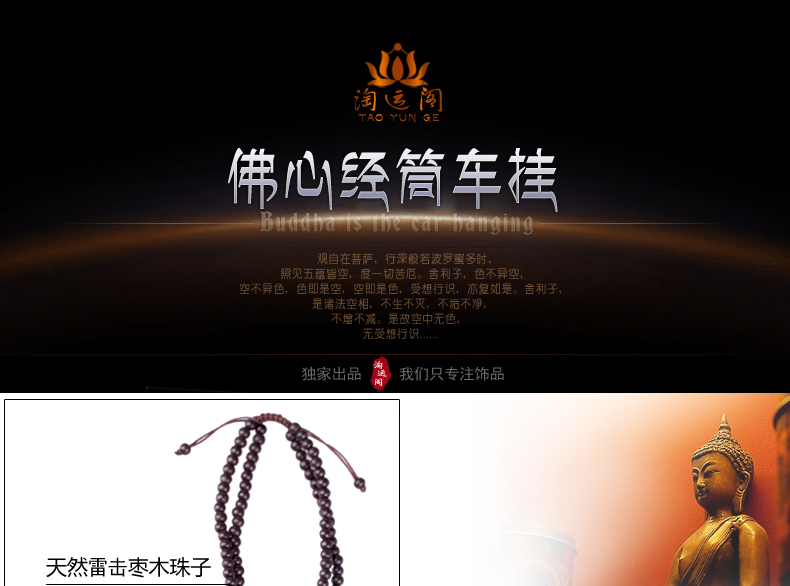 淘运阁
TAO YUN GE
佛心经筒车挂
Buddha is the car hanging
观自在菩萨，行深般若波罗蜜多时，
照见五蕴皆空，度一切苦厄。舍利子，色不异空，
空不异色，色即是空，空即是色，受想行识，亦复如是。舍利子，
是诸法空相，不生不灭，不垢不净，
不增不减。是故空中无色，
无受想行识......
独家出品 淘运阁 我们只专注饰品
天然雷击枣木珠子